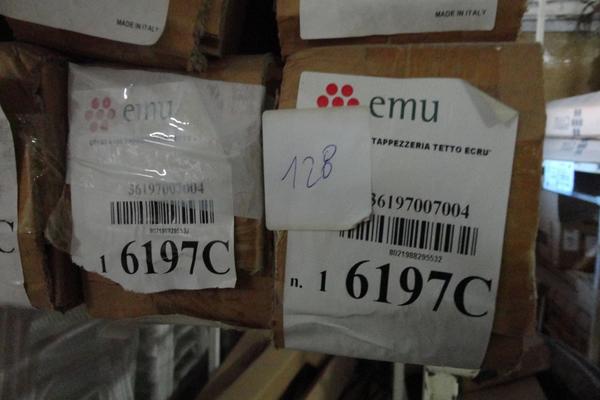 MADE IN ITALY
MADE IN ITALY
emu
36197007004
8021988295532
1 6197C
128
emu
TAPPEZZERIA TETTO ECRU'
36197007004
8021988295532
n. 1 6197C
C